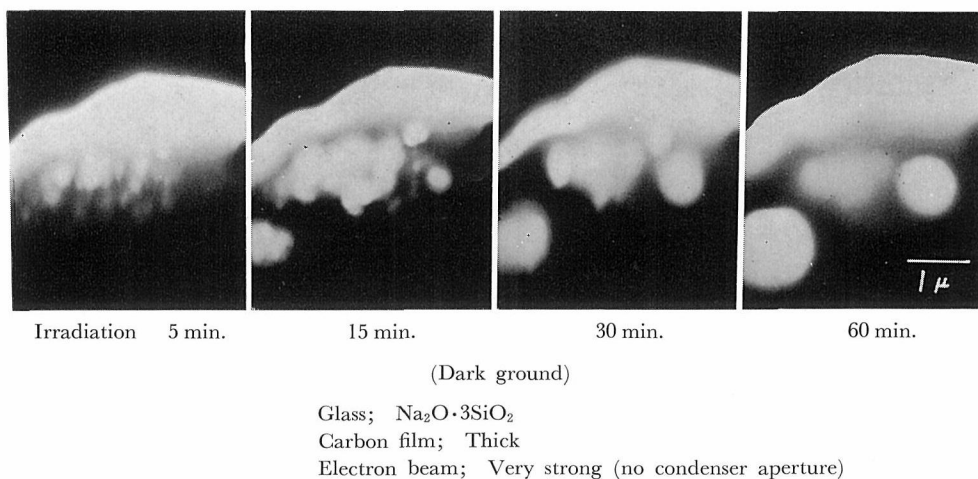 1 μ
Irradiation 5 min. 15 min. 30 min. 60 min.
(Dark ground)
Glass; Na₂O·3SiO₂
Carbon film; Thick
Electron beam; Very strong (no condenser aperture)